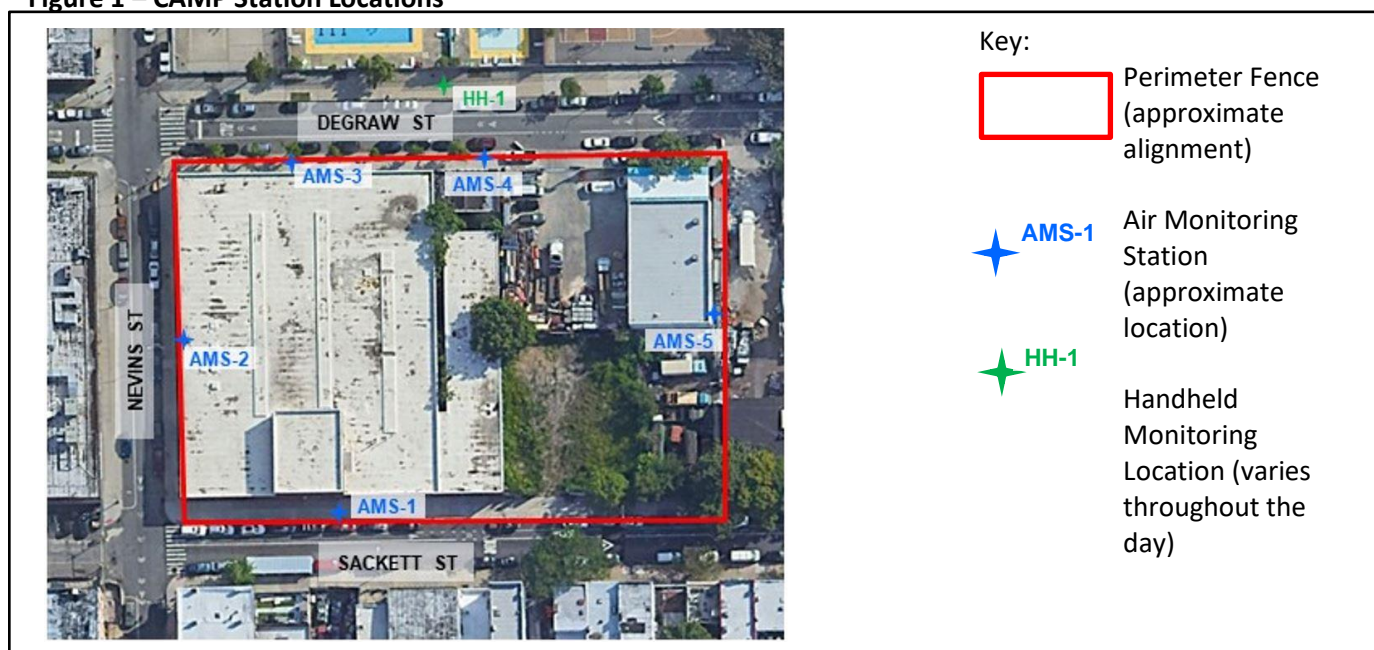 Figure 1 – CAMP Station Locations
HH-1
DEGRAW ST
AMS-3
AMS-4
NEVINS ST
AMS-2
AMS-5
AMS-1
SACKETT ST
Key:
Perimeter Fence
(approximate
alignment)
AMS-1
Air Monitoring
Station
(approximate
location)
HH-1
Handheld
Monitoring
Location (varies
throughout the
day)